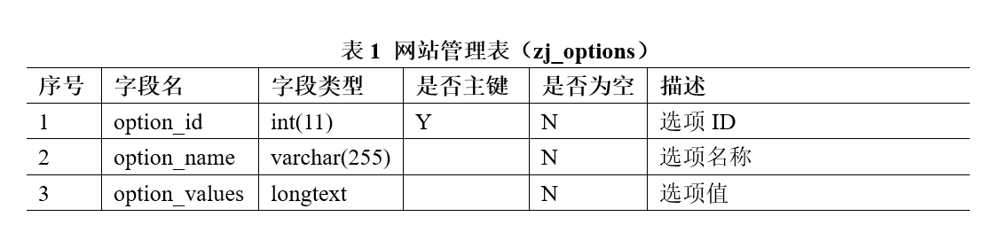 表 1 网站管理表（zj_options）
序号 字段名 字段类型 是否主键 是否为空 描述
1 option_id int(11) Y N 选项 ID
2 option_name varchar(255) N 选项名称
3 option_values longtext N 选项值